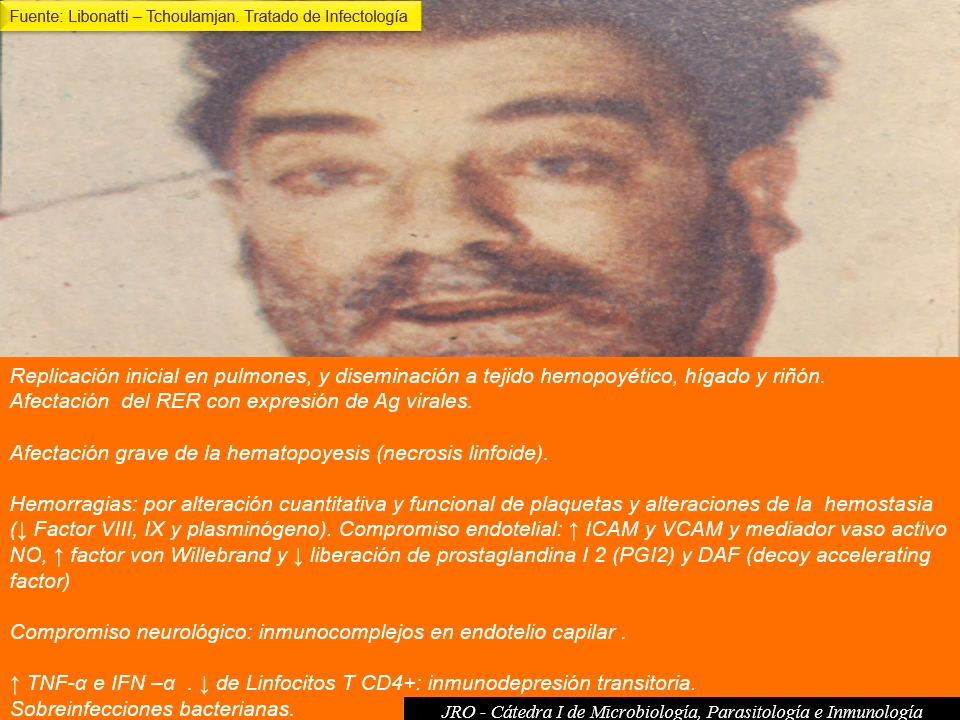 Fuente: Libonatti – Tchoulamjan. Tratado de Infectología
Replicación inicial en pulmones, y diseminación a tejido hemopoyético, hígado y riñón.
Afectación  del RER con expresión de Ag virales.
Afectación grave de la hematopoyesis (necrosis linfoide).
Hemorragias: por alteración cuantitativa y funcional de plaquetas y alteraciones de la  hemostasia
(↓ Factor VIII, IX y plasminógeno). Compromiso endotelial: ↑ ICAM y VCAM y mediador vaso activo
NO, ↑ factor von Willebrand y ↓ liberación de prostaglandina I 2 (PGI2) y DAF (decoy accelerating
factor)
Compromiso neurológico: inmunocomplejos en endotelio capilar .
↑ TNF-α e IFN –α  . ↓ de Linfocitos T CD4+: inmunodepresión transitoria.
Sobreinfecciones bacterianas.
JRO - Cátedra I de Microbiología, Parasitología e Inmunología